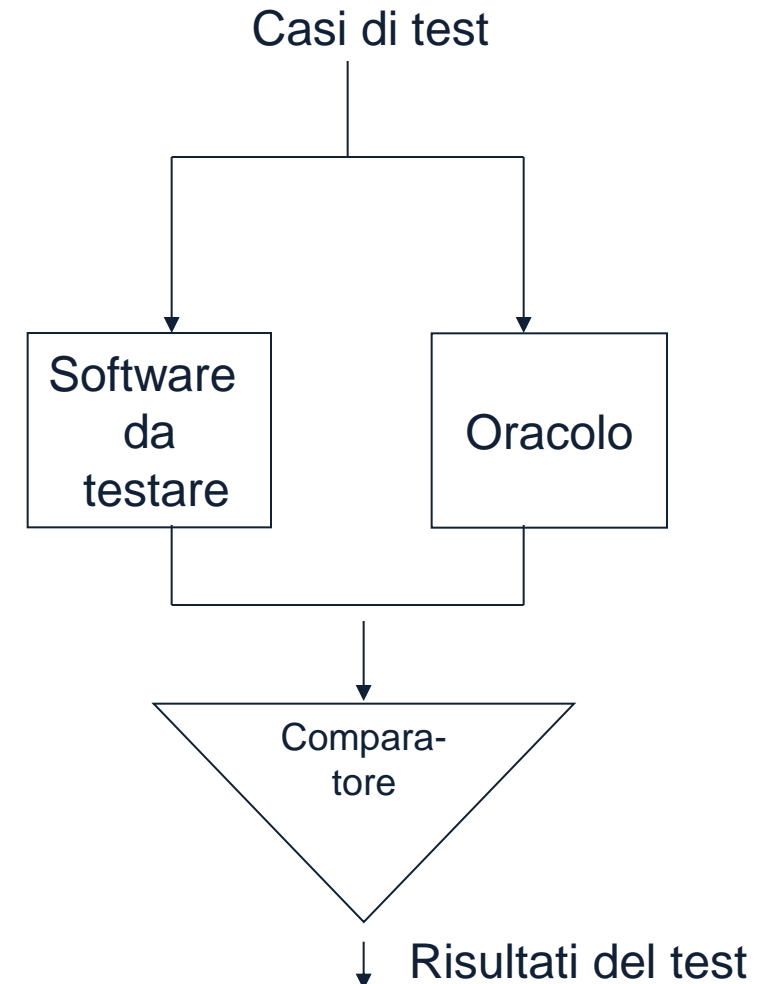 Casi di test
Software
da
testare
Oracolo
Compara-
tore
Risultati del test